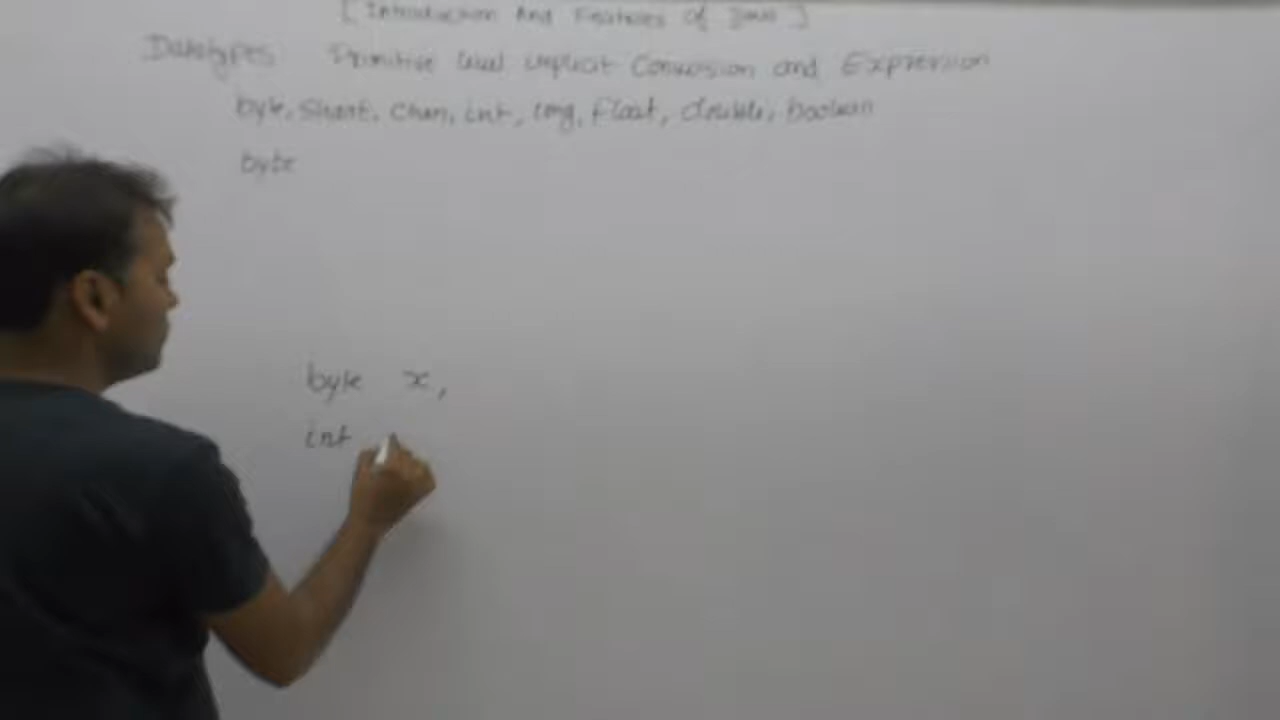 [ Introduction And Features Of Java ]
Datatypes Primitive level implicit Conversion and Expression
byte, Short, Char, int, long, float, double, boolean
byte
byte x,
int